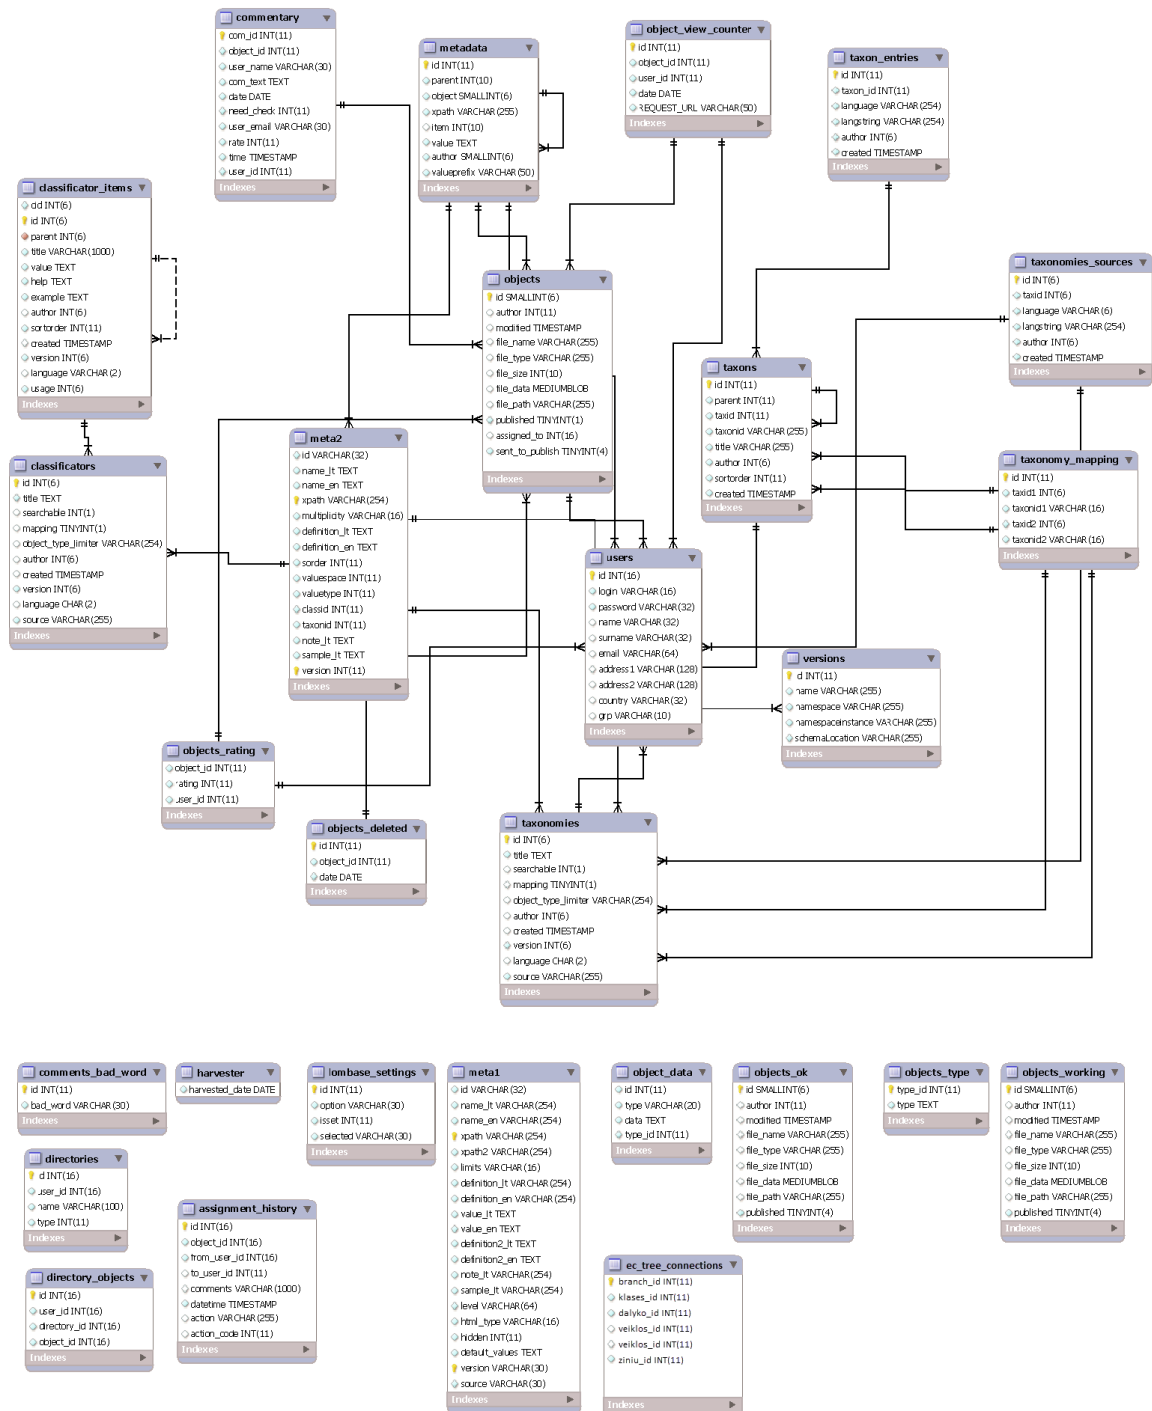 commentary
com_id INT(11)
object_id INT(11)
user_name VARCHAR(30)
com_text TEXT
date DATE
need_check INT(11)
user_email VARCHAR(30)
rate INT(11)
time TIMESTAMP
user_id INT(11)
Indexes
metadata
id INT(11)
parent INT(10)
object SMALLINT(6)
xpath VARCHAR(255)
item INT(10)
value TEXT
author SMALLINT(6)
valueprefix VARCHAR(50)
Indexes
object_view_counter
id INT(11)
object_id INT(11)
user_id INT(11)
date DATE
REQUEST_URL VARCHAR(50)
Indexes
taxon_entries
id INT(11)
taxon_id INT(11)
language VARCHAR(254)
langstring VARCHAR(254)
author INT(6)
created TIMESTAMP
Indexes
classificator_items
cid INT(6)
id INT(6)
parent INT(6)
title VARCHAR(1000)
value TEXT
help TEXT
example TEXT
author INT(6)
sortorder INT(11)
created TIMESTAMP
version INT(6)
language VARCHAR(2)
usage INT(6)
Indexes
objects
id SMALLINT(6)
author INT(11)
modified TIMESTAMP
file_name VARCHAR(255)
file_type VARCHAR(255)
file_size INT(10)
file_data MEDIUMBLOB
file_path VARCHAR(255)
published TINYINT(1)
assigned_to INT(16)
sent_to_publish TINYINT(4)
Indexes
taxonomies_sources
id INT(6)
taxid INT(6)
language VARCHAR(6)
langstring VARCHAR(254)
author INT(6)
created TIMESTAMP
Indexes
taxons
id INT(11)
parent INT(11)
taxid INT(11)
taxonid VARCHAR(255)
title VARCHAR(255)
author INT(6)
sortorder INT(11)
created TIMESTAMP
Indexes
classificators
id INT(6)
title TEXT
searchable INT(1)
mapping TINYINT(1)
object_type_limiter VARCHAR(254)
author INT(6)
created TIMESTAMP
version INT(6)
language CHAR(2)
source VARCHAR(255)
Indexes
meta2
id VARCHAR(32)
name_lt TEXT
name_en TEXT
xpath VARCHAR(254)
multiplicity VARCHAR(16)
definition_lt TEXT
definition_en TEXT
sorder INT(11)
valuespace INT(11)
valuetype INT(11)
classid INT(11)
taxonid INT(11)
note_lt TEXT
sample_lt TEXT
version INT(11)
Indexes
taxonomy_mapping
id INT(11)
taxid1 INT(6)
taxonid1 VARCHAR(16)
taxid2 INT(6)
taxonid2 VARCHAR(16)
Indexes
users
id INT(16)
login VARCHAR(16)
password VARCHAR(32)
name VARCHAR(32)
surname VARCHAR(32)
email VARCHAR(64)
address1 VARCHAR(128)
address2 VARCHAR(128)
country VARCHAR(32)
grp VARCHAR(10)
Indexes
versions
id INT(11)
name VARCHAR(255)
namespace VARCHAR(255)
namespaceinstance VARCHAR(255)
schemaLocation VARCHAR(255)
Indexes
objects_rating
object_id INT(11)
rating INT(11)
user_id INT(11)
Indexes
objects_deleted
id INT(11)
object_id INT(11)
date DATE
Indexes
taxonomies
id INT(6)
title TEXT
searchable INT(1)
mapping TINYINT(1)
object_type_limiter VARCHAR(254)
author INT(6)
created TIMESTAMP
version INT(6)
language CHAR(2)
source VARCHAR(255)
Indexes
comments_bad_word
id INT(11)
bad_word VARCHAR(30)
Indexes
harvester
harvested_date DATE
lombase_settings
id INT(11)
option VARCHAR(30)
isset INT(11)
selected VARCHAR(30)
Indexes
meta1
id VARCHAR(32)
name_lt VARCHAR(254)
name_en VARCHAR(254)
xpath VARCHAR(254)
xpath2 VARCHAR(254)
limits VARCHAR(16)
definition_lt VARCHAR(254)
definition_en VARCHAR(254)
value_lt TEXT
value_en TEXT
definition2_lt TEXT
definition2_en TEXT
note_lt VARCHAR(254)
sample_lt VARCHAR(254)
level VARCHAR(64)
html_type VARCHAR(16)
hidden INT(11)
default_values TEXT
version VARCHAR(30)
source VARCHAR(30)
Indexes
object_data
id INT(11)
type VARCHAR(20)
data TEXT
type_id INT(11)
Indexes
objects_ok
id SMALLINT(6)
author INT(11)
modified TIMESTAMP
file_name VARCHAR(255)
file_type VARCHAR(255)
file_size INT(10)
file_data MEDIUMBLOB
file_path VARCHAR(255)
published TINYINT(4)
Indexes
objects_type
type_id INT(11)
type TEXT
Indexes
objects_working
id SMALLINT(6)
author INT(11)
modified TIMESTAMP
file_name VARCHAR(255)
file_type VARCHAR(255)
file_size INT(10)
file_data MEDIUMBLOB
file_path VARCHAR(255)
published TINYINT(4)
Indexes
directories
id INT(16)
user_id INT(16)
name VARCHAR(100)
type INT(11)
Indexes
assignment_history
id INT(16)
object_id INT(16)
from_user_id INT(16)
to_user_id INT(11)
comments VARCHAR(1000)
datetime TIMESTAMP
action VARCHAR(255)
action_code INT(11)
Indexes
directory_objects
id INT(16)
user_id INT(16)
directory_id INT(16)
object_id INT(16)
Indexes
ec_tree_connections
branch_id INT(11)
klases_id INT(11)
dalyko_id INT(11)
veiklos_id INT(11)
veiklos_id INT(11)
ziniu_id INT(11)
Indexes